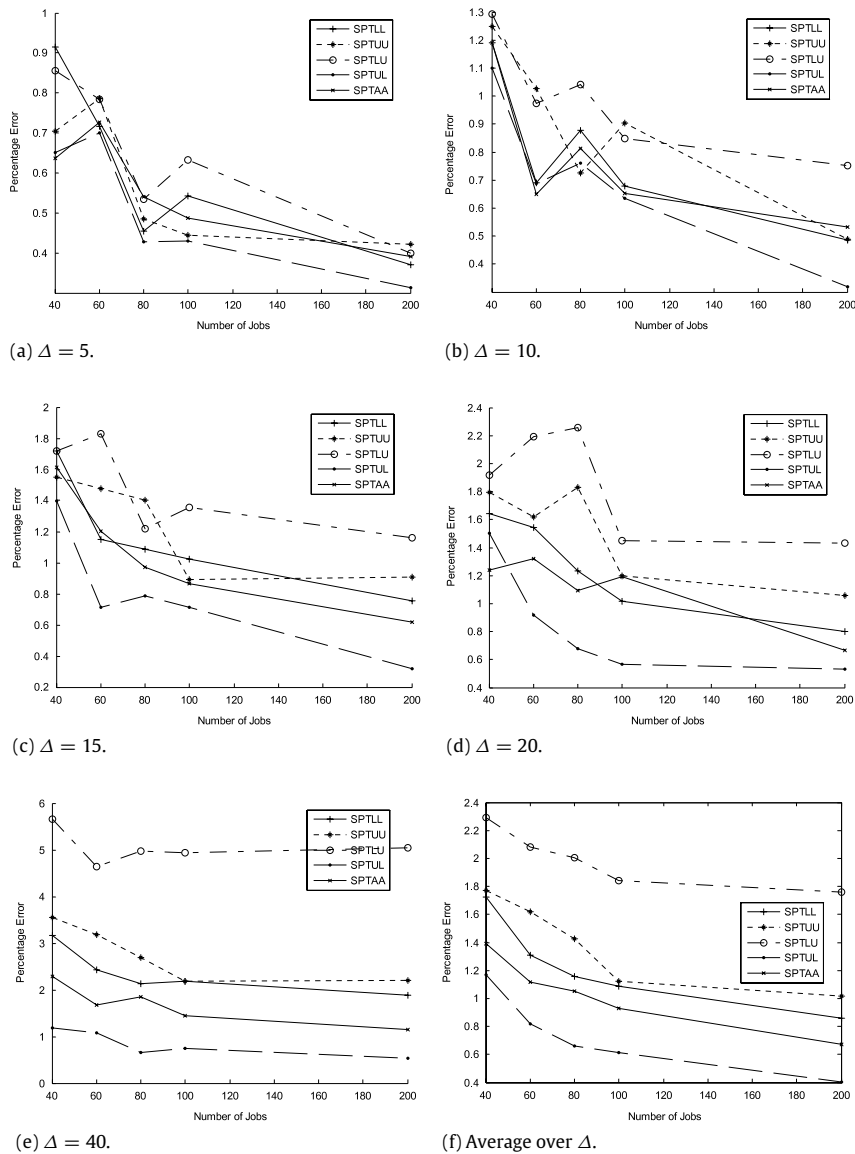 1
0.9
0.8
0.7
0.6
0.5
0.4
Percentage Error
40 60 80 100 120 140 160 180 200
Number of Jobs
SPTLL
SPTUU
SPTLU
SPTUL
SPTAA
(a) Δ = 5.
1.3
1.2
1.1
1
0.9
0.8
0.7
0.6
0.5
0.4
0.3
Percentage Error
40 60 80 100 120 140 160 180 200
Number of Jobs
SPTLL
SPTUU
SPTLU
SPTUL
SPTAA
(b) Δ = 10.
2
1.8
1.6
1.4
1.2
1
0.8
0.6
0.4
0.2
Percentage Error
40 60 80 100 120 140 160 180 200
Number of Jobs
SPTLL
SPTUU
SPTLU
SPTUL
SPTAA
(c) Δ = 15.
2.4
2.2
2
1.8
1.6
1.4
1.2
1
0.8
0.6
0.4
Percentage Error
40 60 80 100 120 140 160 180 200
Number of Jobs
SPTLL
SPTUU
SPTLU
SPTUL
SPTAA
(d) Δ = 20.
6
5
4
3
2
1
0
Percentage Error
40 60 80 100 120 140 160 180 200
Number of Jobs
SPTLL
SPTUU
SPTLU
SPTUL
SPTAA
(e) Δ = 40.
2.4
2.2
2
1.8
1.6
1.4
1.2
1
0.8
0.6
0.4
Percentage Error
40 60 80 100 120 140 160 180 200
Number of Jobs
SPTLL
SPTUU
SPTLU
SPTUL
SPTAA
(f) Average over Δ.